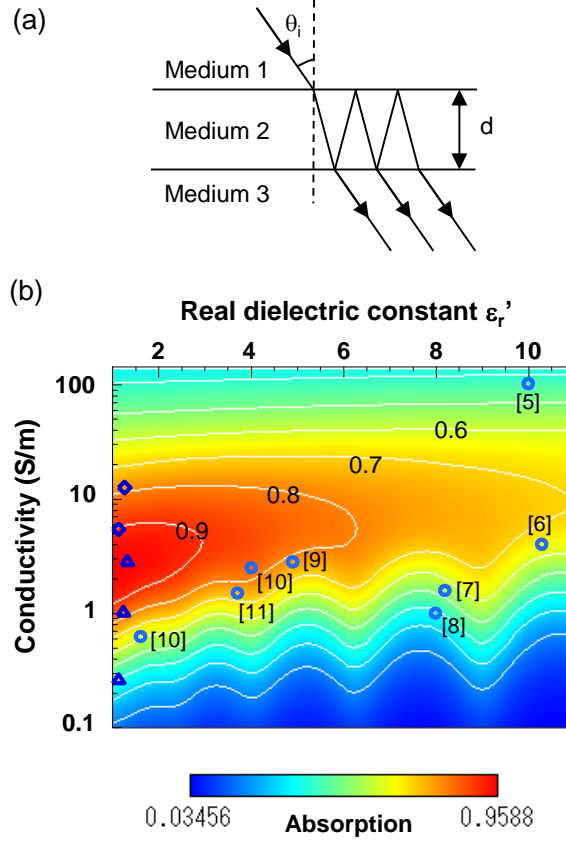 (a)
θi
Medium 1
Medium 2
d
Medium 3
(b)
Real dielectric constant εr’
2 4 6 8 10
100
[5]
0.6
0.7
10
0.8
[6]
0.9
[9]
[10]
[7]
[11]
1
[8]
[10]
0.1
Conductivity (S/m)
0.03456
0.9588
Absorption